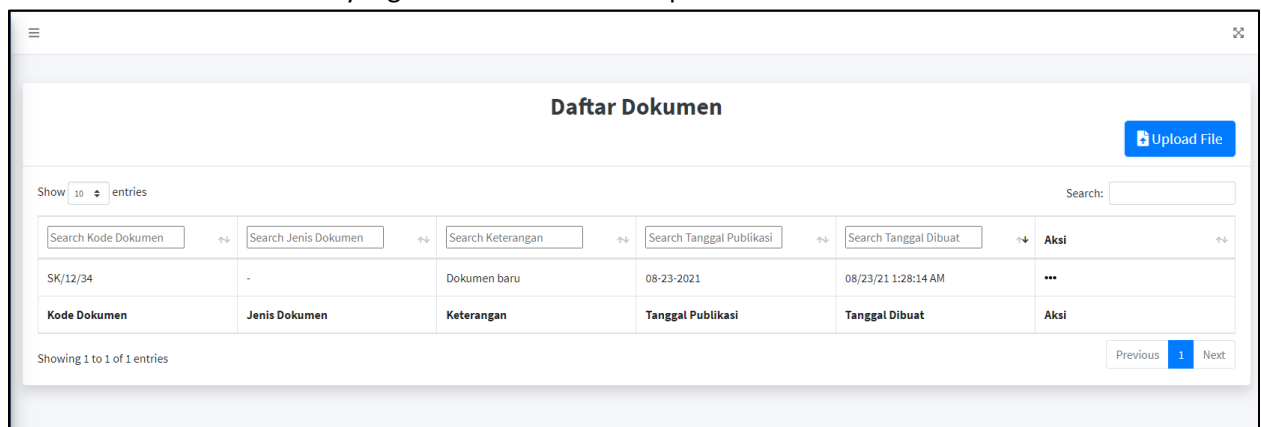 Daftar Dokumen
Upload File
Show 10 entries
Search:
Search Kode Dokumen Search Jenis Dokumen Search Keterangan Search Tanggal Publikasi Search Tanggal Dibuat Aksi
SK/12/34 - Dokumen baru 08-23-2021 08/23/21 1:28:14 AM •••
Kode Dokumen Jenis Dokumen Keterangan Tanggal Publikasi Tanggal Dibuat Aksi
Showing 1 to 1 of 1 entries
Previous 1 Next